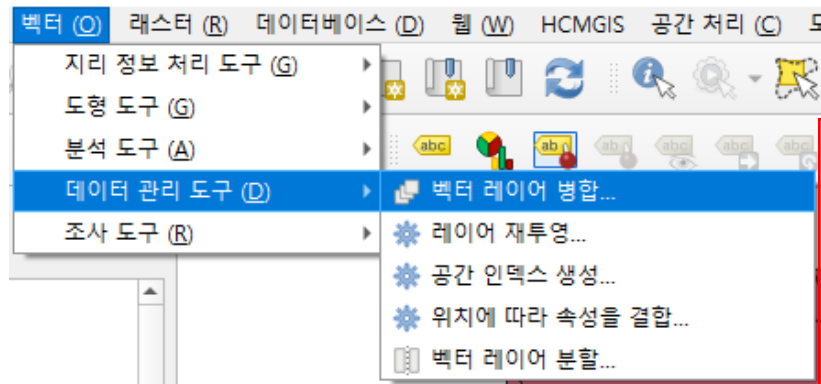 벡터 (O) 래스터 (R) 데이터베이스 (D) 웹 (W) HCMGIS 공간 처리 (C)
지리 정보 처리 도구 (G)
도형 도구 (G)
abc
분석 도구 (A)
데이터 관리 도구 (D)
벡터 레이어 병합...
조사 도구 (R)
레이어 재투영...
공간 인덱스 생성...
위치에 따라 속성을 결합...
벡터 레이어 분할...